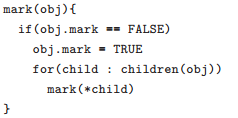 mark(obj){
  if(obj.mark == FALSE)
    obj.mark = TRUE
    for(child : children(obj))
      mark(*child)
}